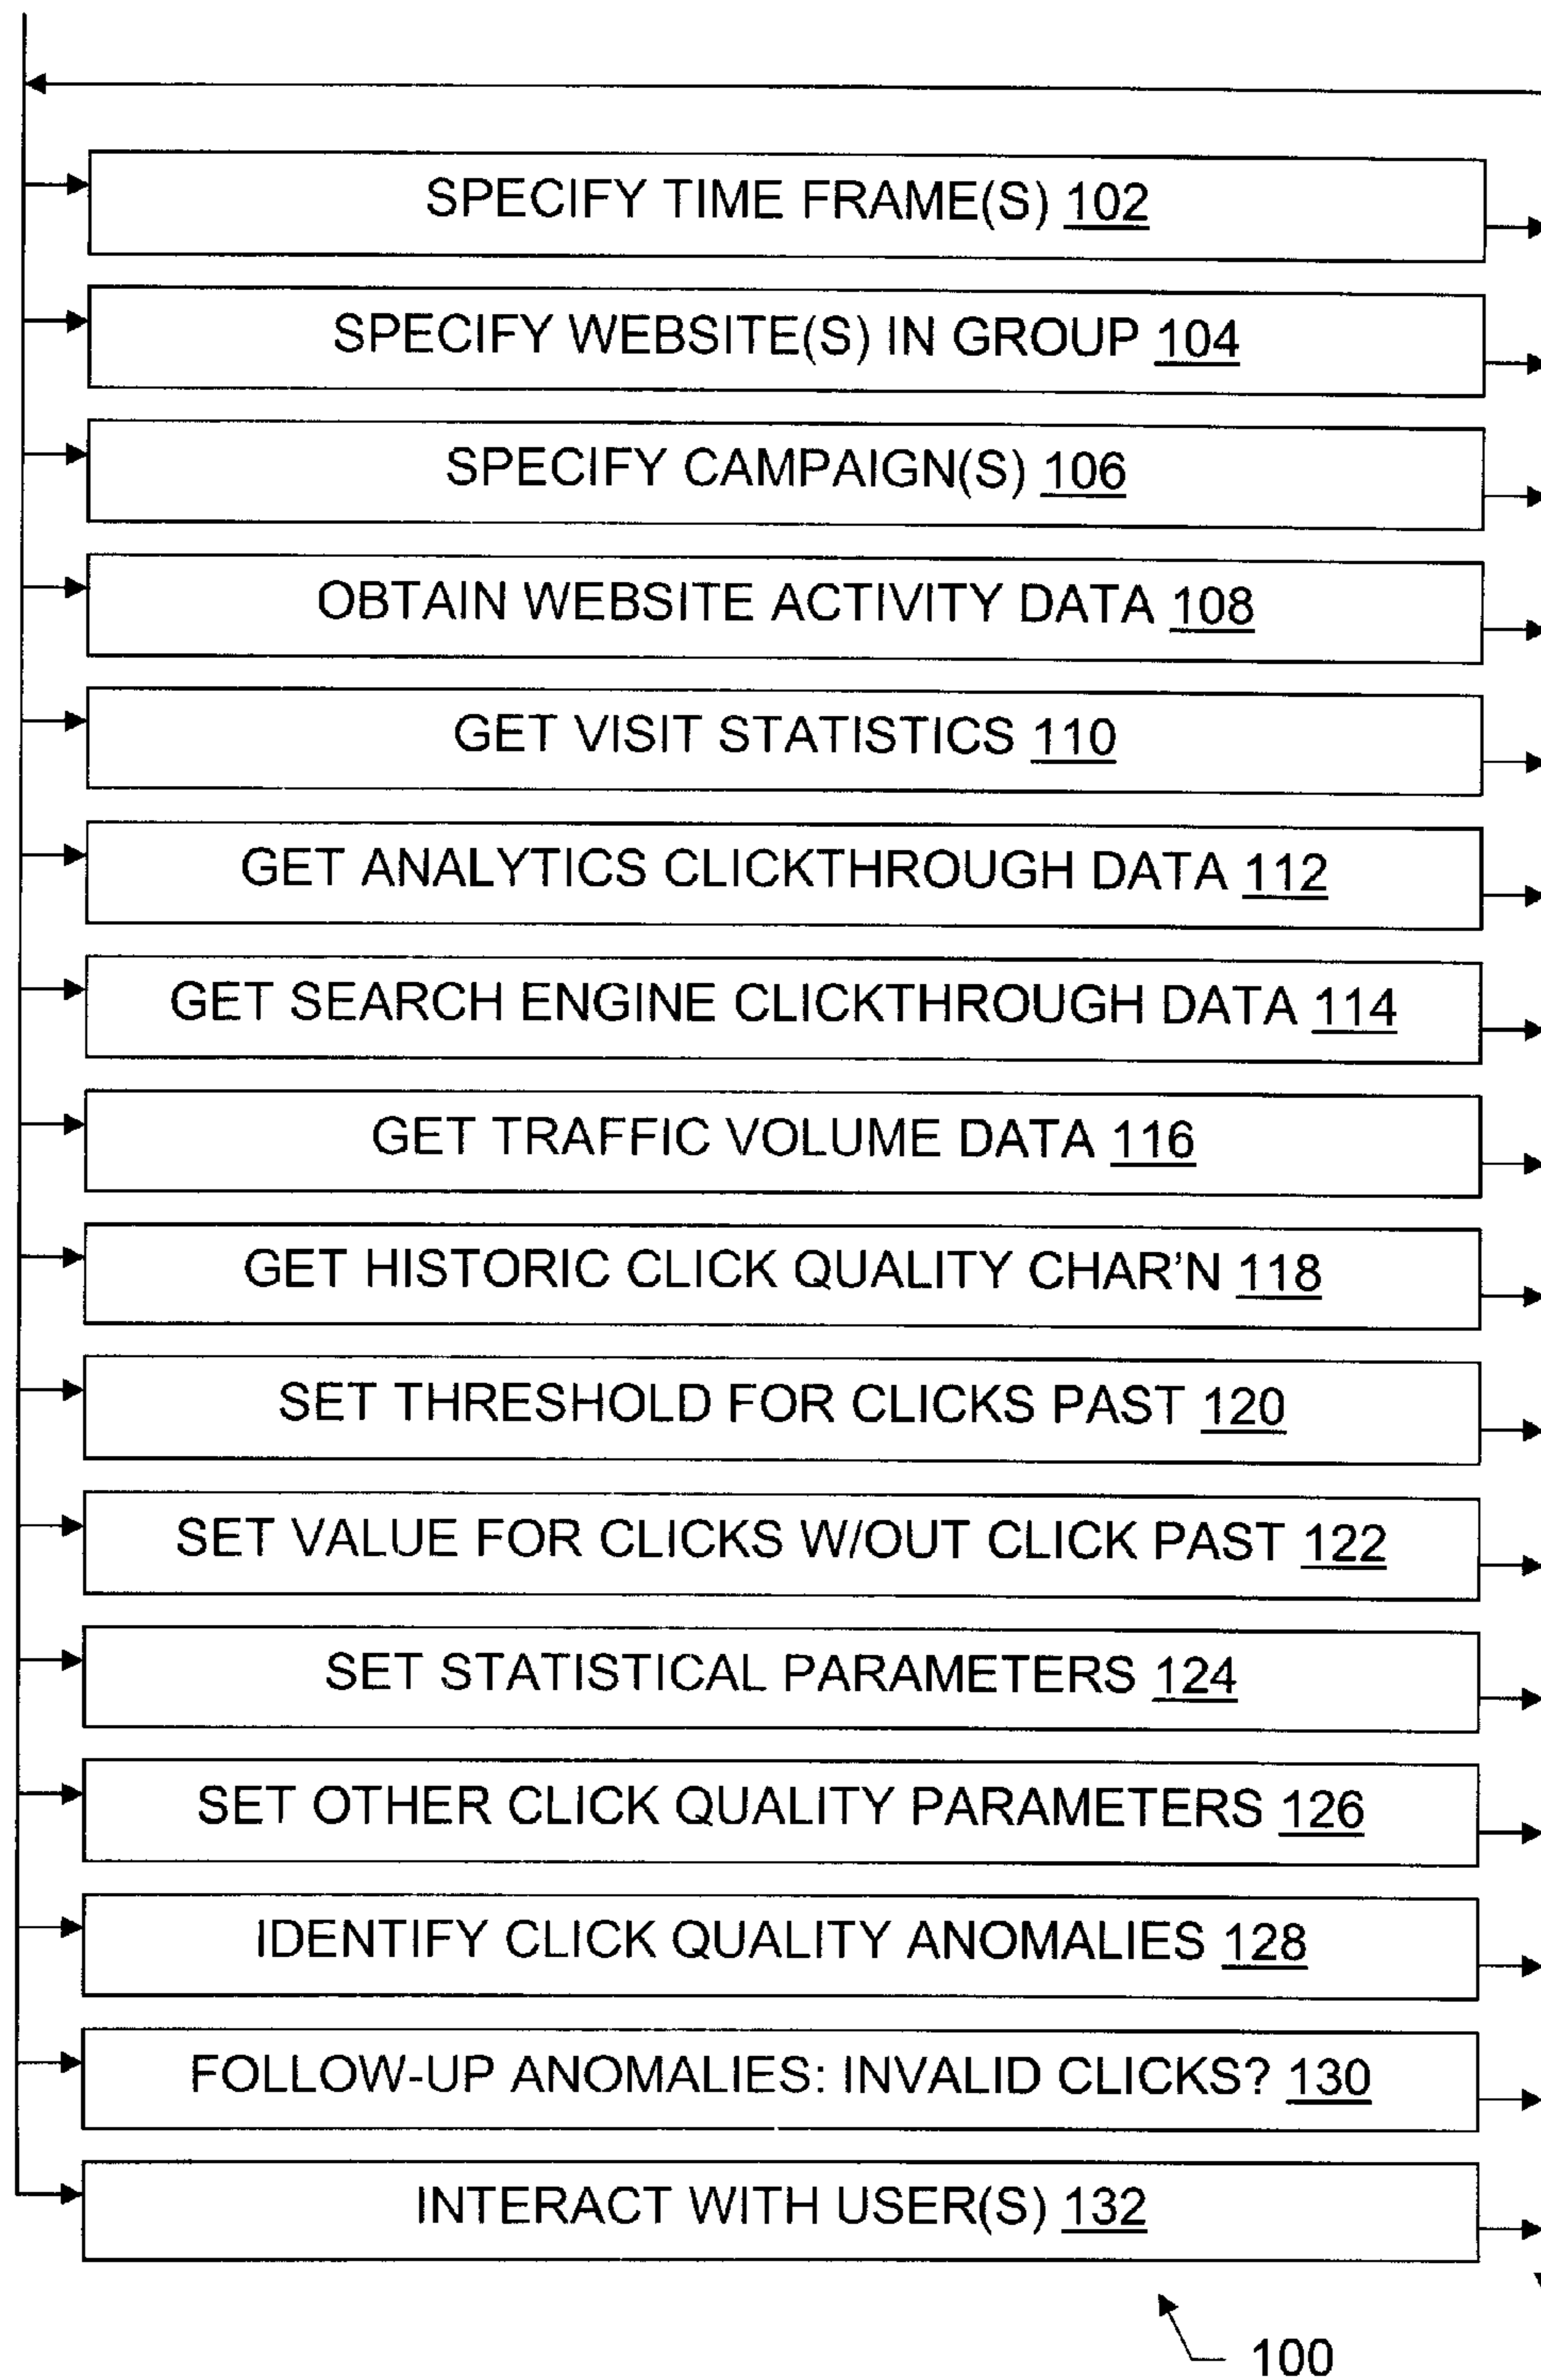 SPECIFY TIME FRAME(S) 102
SPECIFY WEBSITE(S) IN GROUP 104
SPECIFY CAMPAIGN(S) 106
OBTAIN WEBSITE ACTIVITY DATA 108
GET VISIT STATISTICS 110
GET ANALYTICS CLICKTHROUGH DATA 112
GET SEARCH ENGINE CLICKTHROUGH DATA 114
GET TRAFFIC VOLUME DATA 116
GET HISTORIC CLICK QUALITY CHAR’N 118
SET THRESHOLD FOR CLICKS PAST 120
SET VALUE FOR CLICKS W/OUT CLICK PAST 122
SET STATISTICAL PARAMETERS 124
SET OTHER CLICK QUALITY PARAMETERS 126
IDENTIFY CLICK QUALITY ANOMALIES 128
FOLLOW-UP ANOMALIES: INVALID CLICKS? 130
INTERACT WITH USER(S) 132
100